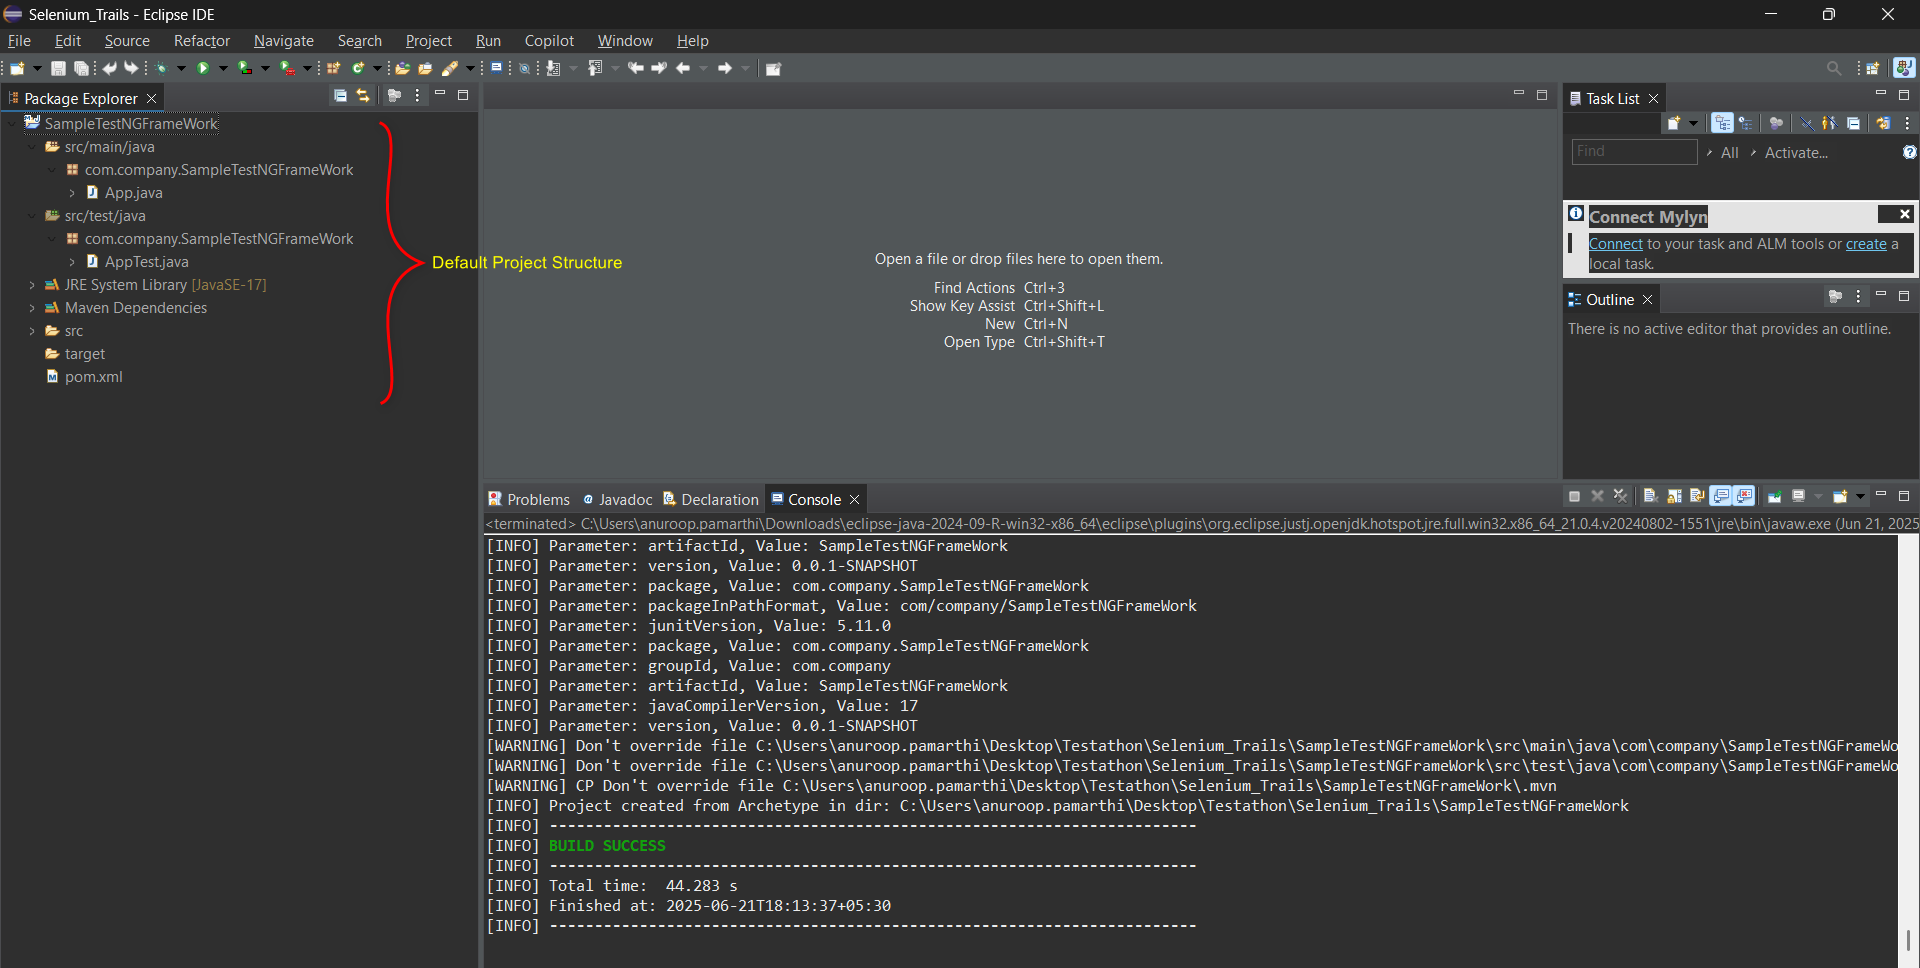 Selenium_Trails - Eclipse IDE
File Edit Source Refactor Navigate Search Project Run Copilot Window Help
Package Explorer
SampleTestNGFrameWork
src/main/java
com.company.SampleTestNGFrameWork
App.java
src/test/java
com.company.SampleTestNGFrameWork
AppTest.java
JRE System Library [JavaSE-17]
Maven Dependencies
src
target
pom.xml
Default Project Structure
Open a file or drop files here to open them.
Find Actions Ctrl+3
Show Key Assist Ctrl+Shift+L
New Ctrl+N
Open Type Ctrl+Shift+T
Task List
Find All Activate...
Connect Mylyn
Connect to your task and ALM tools or create a
local task.
Outline
There is no active editor that provides an outline.
Problems Javadoc Declaration Console
<terminated> C:\Users\anuroop.pamarthi\Downloads\eclipse-java-2024-09-R-win32-x86_64\eclipse\plugins\org.eclipse.justj.openjdk.hotspot.jre.full.win32.x86_64_21.0.4.v20240802-1551\jre\bin\javaw.exe (Jun 21, 2025
[INFO] Parameter: artifactId, Value: SampleTestNGFrameWork
[INFO] Parameter: version, Value: 0.0.1-SNAPSHOT
[INFO] Parameter: package, Value: com.company.SampleTestNGFrameWork
[INFO] Parameter: packageInPathFormat, Value: com/company/SampleTestNGFrameWork
[INFO] Parameter: junitVersion, Value: 5.11.0
[INFO] Parameter: package, Value: com.company.SampleTestNGFrameWork
[INFO] Parameter: groupId, Value: com.company
[INFO] Parameter: artifactId, Value: SampleTestNGFrameWork
[INFO] Parameter: javaCompilerVersion, Value: 17
[INFO] Parameter: version, Value: 0.0.1-SNAPSHOT
[WARNING] Don't override file C:\Users\anuroop.pamarthi\Desktop\Testathon\Selenium_Trails\SampleTestNGFrameWork\src\main\java\com\company\SampleTestNGFrameWo
[WARNING] Don't override file C:\Users\anuroop.pamarthi\Desktop\Testathon\Selenium_Trails\SampleTestNGFrameWork\src\test\java\com\company\SampleTestNGFrameWo
[WARNING] CP Don't override file C:\Users\anuroop.pamarthi\Desktop\Testathon\Selenium_Trails\SampleTestNGFrameWork\.mvn
[INFO] Project created from Archetype in dir: C:\Users\anuroop.pamarthi\Desktop\Testathon\Selenium_Trails\SampleTestNGFrameWork
[INFO] ------------------------------------------------------------------------
[INFO] BUILD SUCCESS
[INFO] ------------------------------------------------------------------------
[INFO] Total time:  44.283 s
[INFO] Finished at: 2025-06-21T18:13:37+05:30
[INFO] ------------------------------------------------------------------------